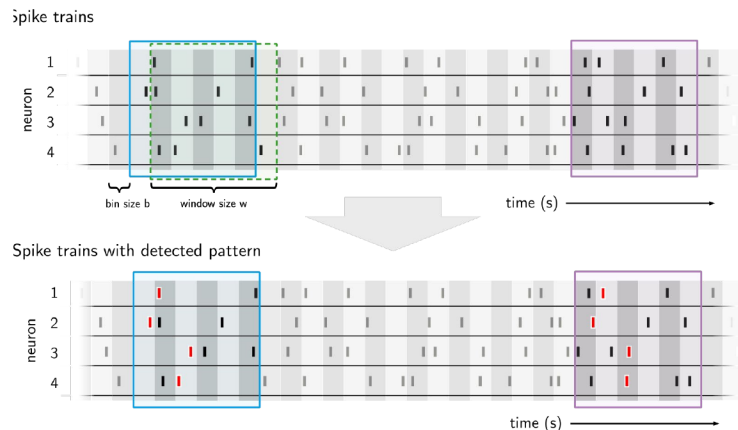 Spike trains
1
2
3
4
neuron
bin size b
window size w
time (s)
Spike trains with detected pattern
1
2
3
4
neuron
time (s)